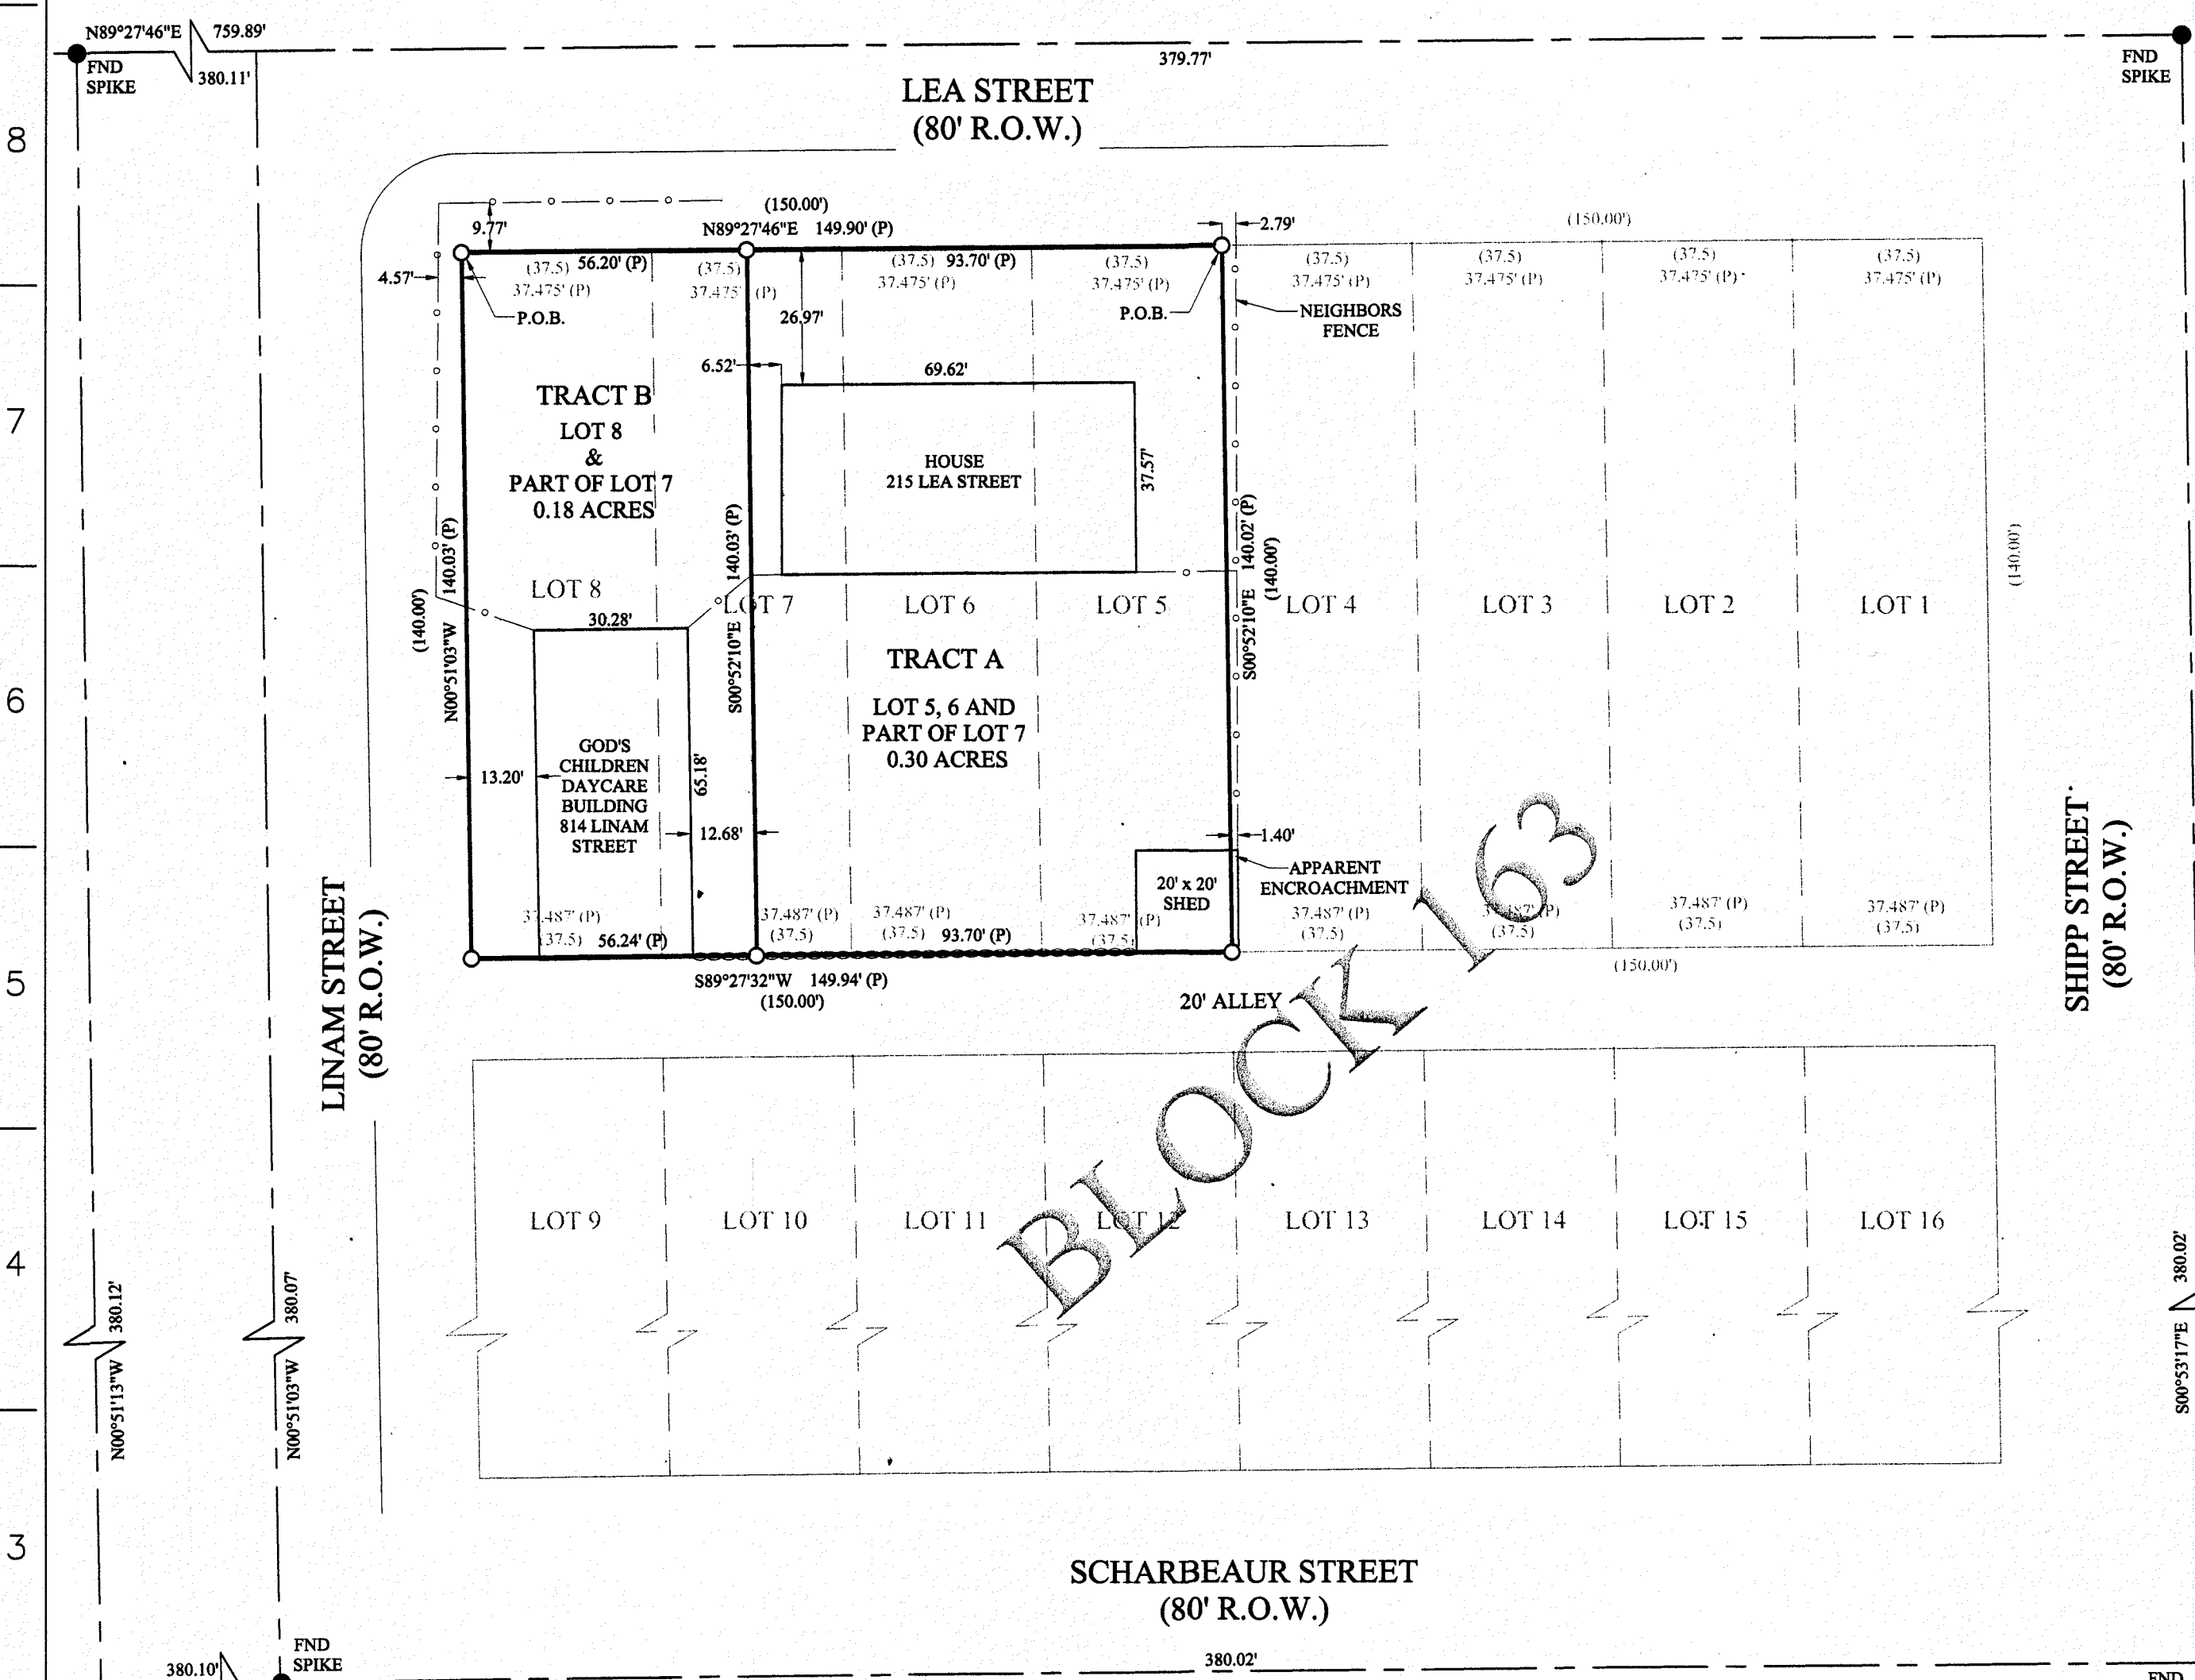 N89°27'46"E 759.89'
380.11'
FND
SPIKE
379.77'
FND
SPIKE
LEA STREET
(80' R.O.W.)
8
7
6
5
4
3
(150.00')
N89°27'46"E 149.90' (P)
9.77'
4.57'
2.79'
(150.00')
(37.5) 56.20' (P)
37.475' (P)
(37.5)
37.475' (P)
(37.5) 93.70' (P)
37.475' (P)
(37.5)
37.475' (P)
(37.5)
37.475' (P)
(37.5)
37.475' (P)
(37.5)
37.475' (P)
(37.5)
37.475' (P)
P.O.B.
26.97'
P.O.B.
NEIGHBORS
FENCE
6.52'
69.62'
TRACT B
LOT 8
&
PART OF LOT 7
0.18 ACRES
HOUSE
215 LEA STREET
37.57'
N00°51'03"W 140.03' (P)
(140.00')
S00°52'10"E 140.03' (P)
S00°52'10"E 140.02' (P)
(140.00')
(140.00')
LOT 8
LOT 7
LOT 6
LOT 5
LOT 4
LOT 3
LOT 2
LOT 1
30.28'
TRACT A
LOT 5, 6 AND
PART OF LOT 7
0.30 ACRES
GOD'S
CHILDREN
DAYCARE
BUILDING
814 LINAM
STREET
13.20'
65.18'
12.68'
1.40'
APPARENT
ENCROACHMENT
20' x 20'
SHED
37.487' (P)
(37.5) 56.24' (P)
37.487' (P)
(37.5)
37.487' (P)
(37.5) 93.70' (P)
37.487' (P)
(37.5)
37.487' (P)
(37.5)
37.487' (P)
(37.5)
37.487' (P)
(37.5)
37.487' (P)
(37.5)
S89°27'32"W 149.94' (P)
(150.00')
(150.00')
20' ALLEY
BLOCK 163
LINAM STREET
(80' R.O.W.)
SHIPP STREET
(80' R.O.W.)
LOT 9
LOT 10
LOT 11
LOT 12
LOT 13
LOT 14
LOT 15
LOT 16
N00°51'13"W 380.12'
N00°51'03"W 380.07'
S00°53'17"E 380.02'
SCHARBEAUR STREET
(80' R.O.W.)
FND
SPIKE
380.10'
380.02'
FND